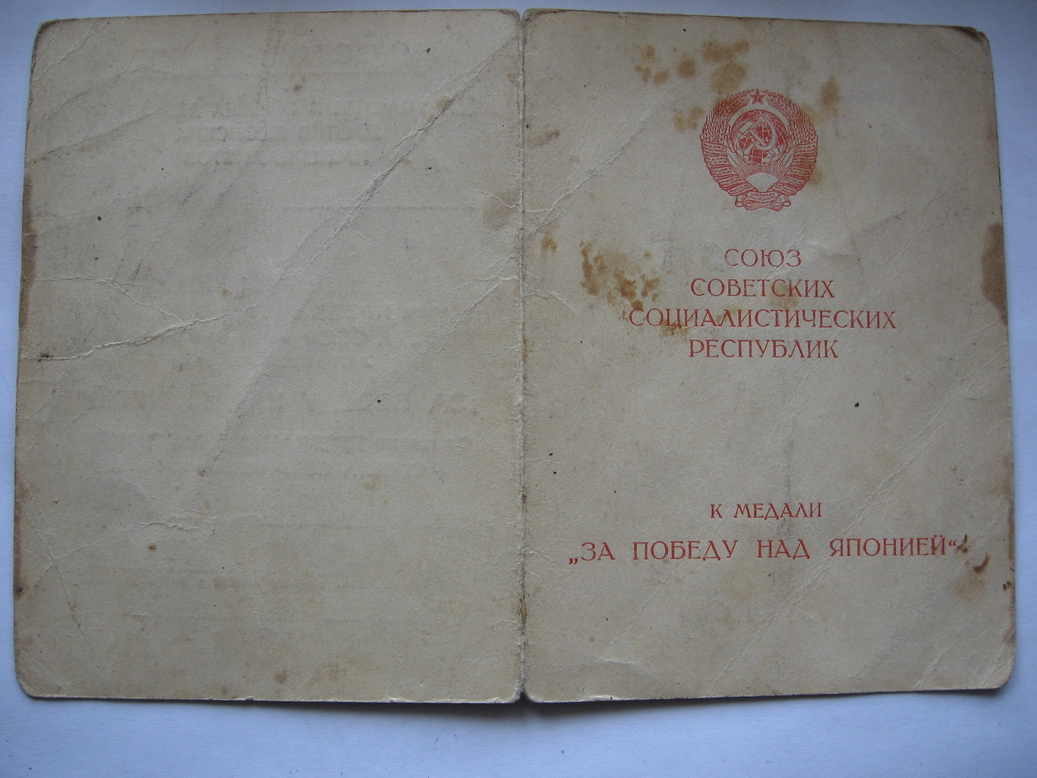 СОЮЗ
СОВЕТСКИХ
СОЦИАЛИСТИЧЕСКИХ
РЕСПУБЛИК
К МЕДАЛИ
„ЗА ПОБЕДУ НАД ЯПОНИЕЙ“